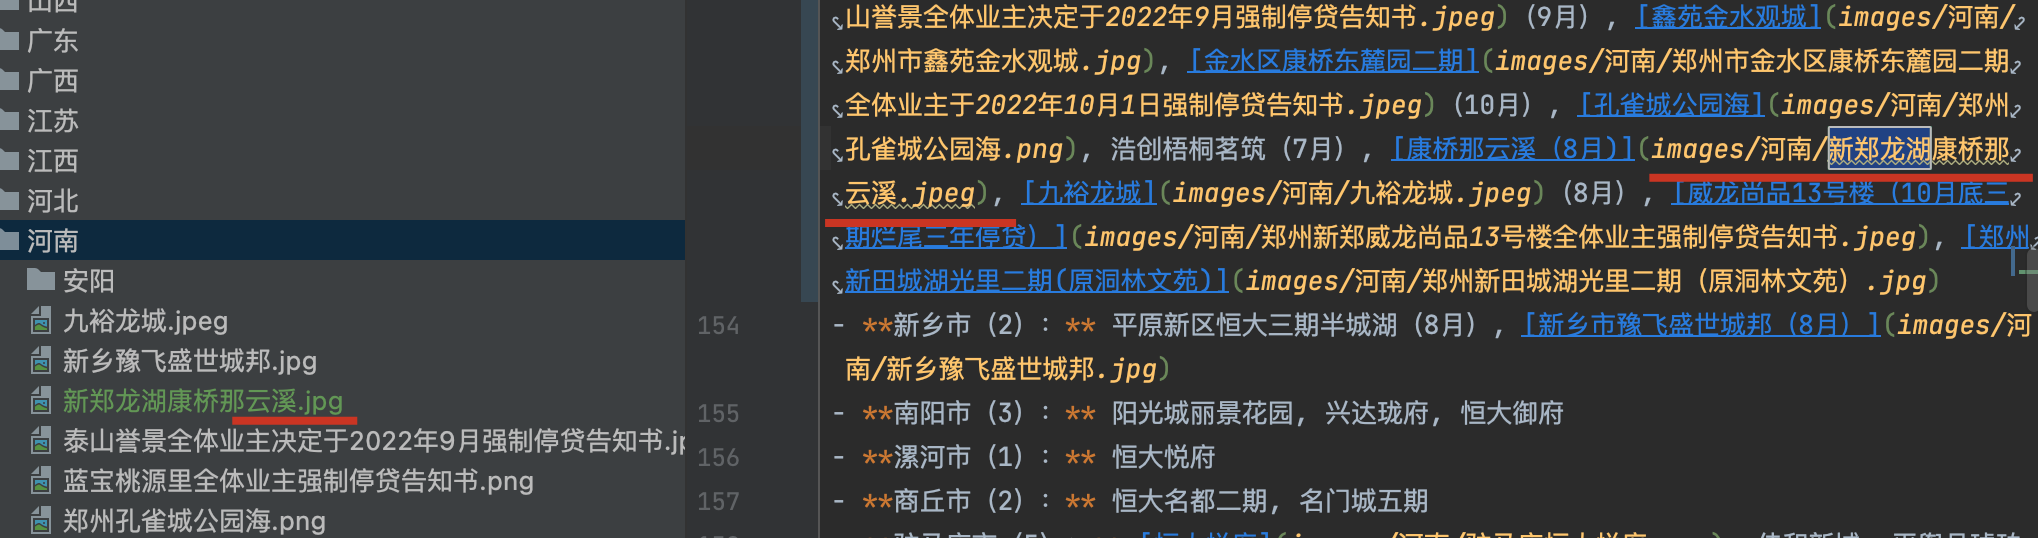 山西
广东
广西
江苏
江西
河北
河南
安阳
九裕龙城.jpeg
新乡豫飞盛世城邦.jpg
新郑龙湖康桥那云溪.jpg
泰山誉景全体业主决定于2022年9月强制停贷告知书.jp
蓝宝桃源里全体业主强制停贷告知书.png
郑州孔雀城公园海.png
山誉景全体业主决定于2022年9月强制停贷告知书.jpeg)（9月）, [鑫苑金水观城](images/河南/
郑州市鑫苑金水观城.jpg), [金水区康桥东麓园二期](images/河南/郑州市金水区康桥东麓园二期
全体业主于2022年10月1日强制停贷告知书.jpeg)（10月）, [孔雀城公园海](images/河南/郑州
孔雀城公园海.png), 浩创梧桐茗筑（7月）, [康桥那云溪（8月)](images/河南/新郑龙湖康桥那
云溪.jpeg), [九裕龙城](images/河南/九裕龙城.jpeg)（8月）, [威龙尚品13号楼（10月底三
期烂尾三年停贷）](images/河南/郑州新郑威龙尚品13号楼全体业主强制停贷告知书.jpeg), [郑州
新田城湖光里二期(原洞林文苑)](images/河南/郑州新田城湖光里二期（原洞林文苑）.jpg)
154 - **新乡市（2）：** 平原新区恒大三期半城湖（8月）, [新乡市豫飞盛世城邦（8月）](images/河
南/新乡豫飞盛世城邦.jpg)
155 - **南阳市（3）：** 阳光城丽景花园, 兴达珑府, 恒大御府
156 - **漯河市（1）：** 恒大悦府
157 - **商丘市（2）：** 恒大名都二期, 名门城五期